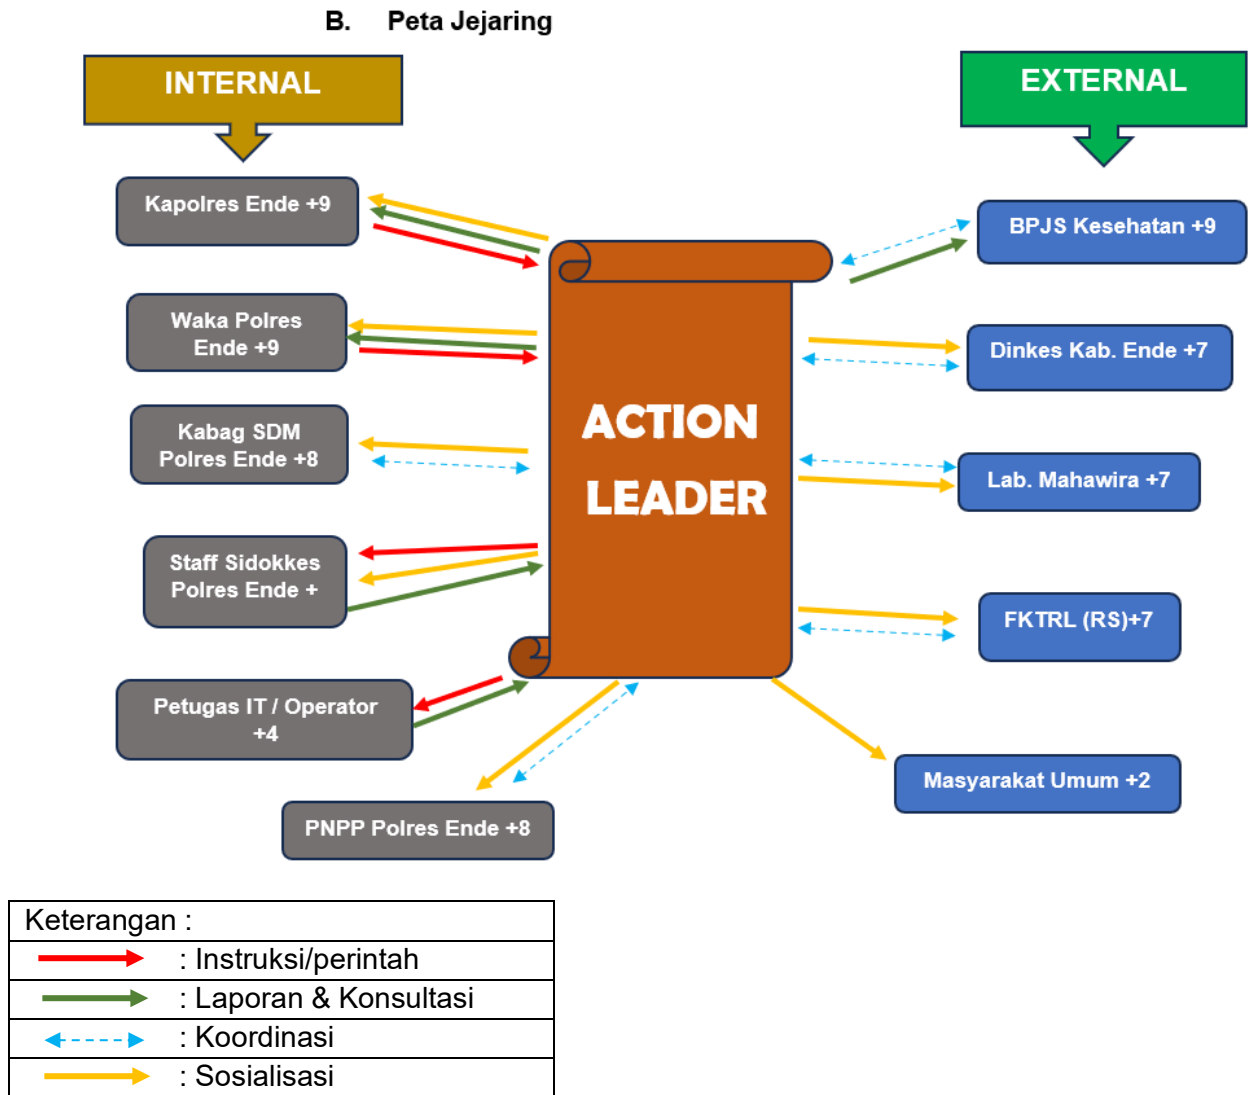 B. Peta Jejaring
INTERNAL
EXTERNAL
Kapolres Ende +9
Waka Polres
Ende +9
Kabag SDM
Polres Ende +8
Staff Sidokkes
Polres Ende +
Petugas IT / Operator
+4
PNPP Polres Ende +8
ACTION
LEADER
BPJS Kesehatan +9
Dinkes Kab. Ende +7
Lab. Mahawira +7
FKTRL (RS)+7
Masyarakat Umum +2
Keterangan :
: Instruksi/perintah
: Laporan & Konsultasi
: Koordinasi
: Sosialisasi